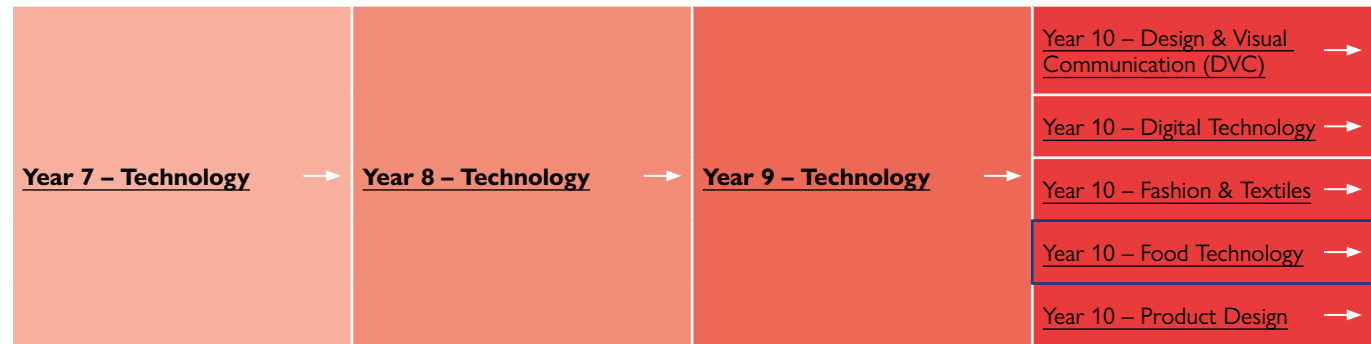 Year 7 – Technology
Year 8 – Technology
Year 9 – Technology
Year 10 – Design & Visual
Communication (DVC)
Year 10 – Digital Technology
Year 10 – Fashion & Textiles
Year 10 – Food Technology
Year 10 – Product Design